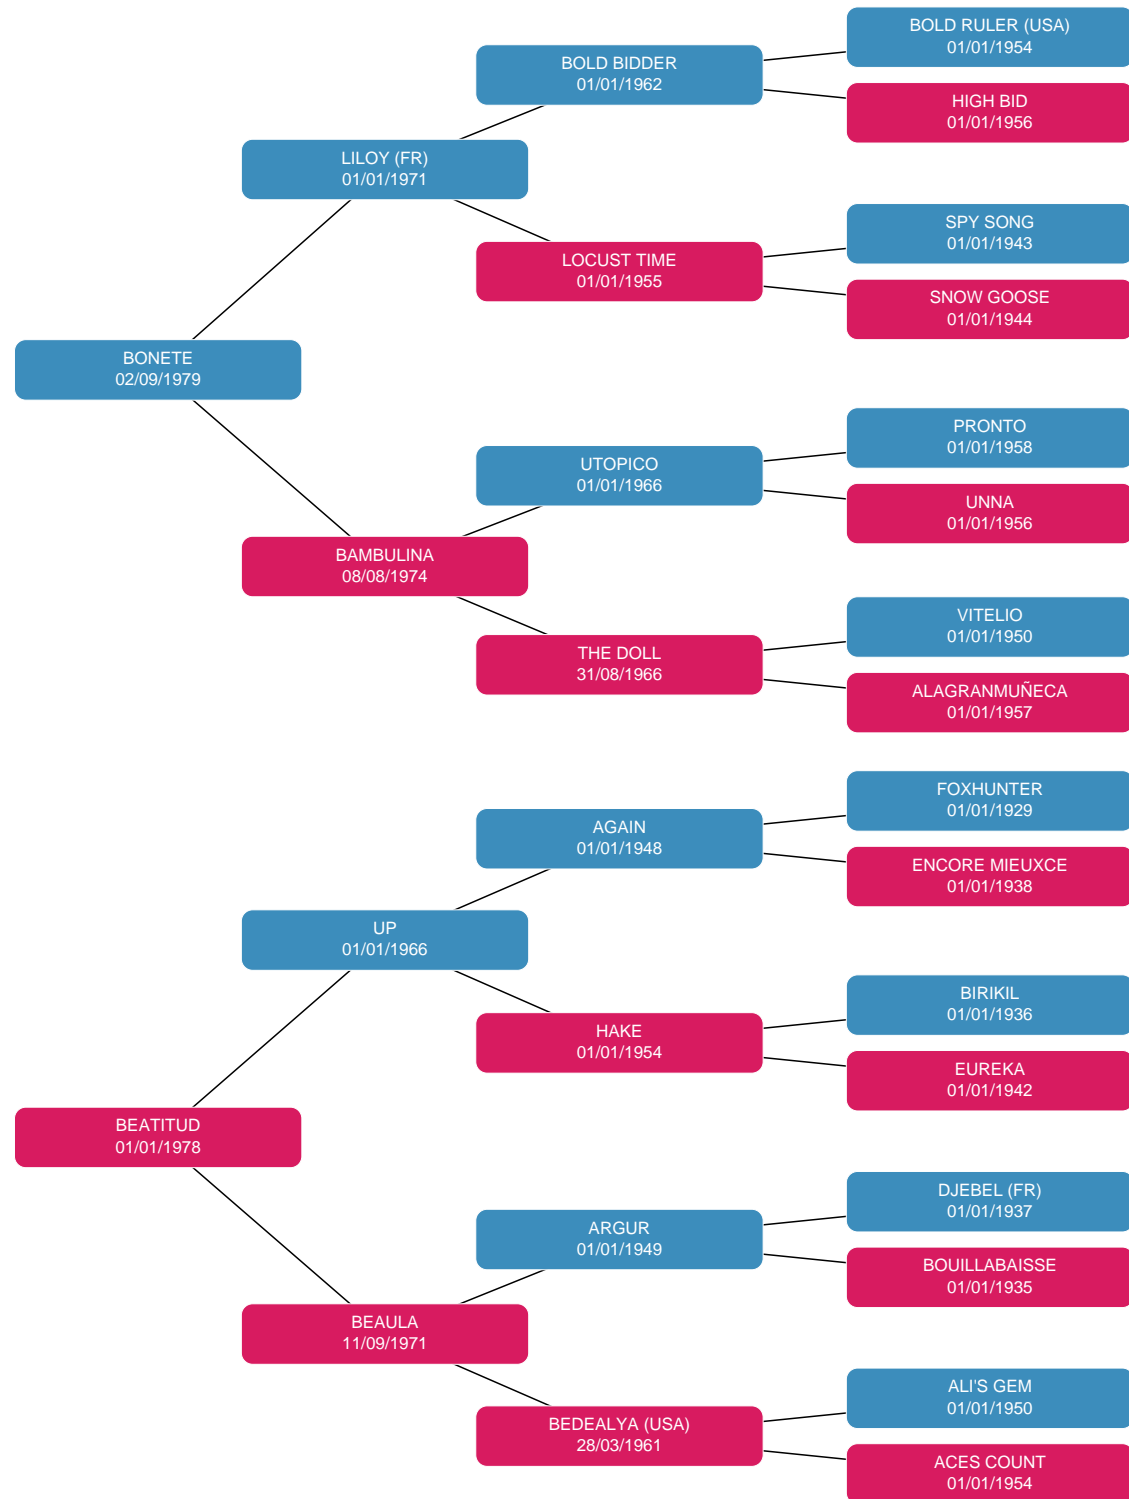 BOLD RULER (USA)
01/01/1954
BOLD BIDDER
01/01/1962
HIGH BID
01/01/1956
LILOY (FR)
01/01/1971
SPY SONG
01/01/1943
LOCUST TIME
01/01/1955
SNOW GOOSE
01/01/1944
BONETE
02/09/1979
PRONTO
01/01/1958
UTOPICO
01/01/1966
UNNA
01/01/1956
BAMBULINA
08/08/1974
VITELIO
01/01/1950
THE DOLL
31/08/1966
ALAGRANMUÑECA
01/01/1957
FOXHUNTER
01/01/1929
AGAIN
01/01/1948
ENCORE MIEUXCE
01/01/1938
UP
01/01/1966
BIRIKIL
01/01/1936
HAKE
01/01/1954
EUREKA
01/01/1942
BEATITUD
01/01/1978
DJEBEL (FR)
01/01/1937
ARGUR
01/01/1949
BOUILLABAISSE
01/01/1935
BEAULA
11/09/1971
ALI'S GEM
01/01/1950
BEDEALYA (USA)
28/03/1961
ACES COUNT
01/01/1954